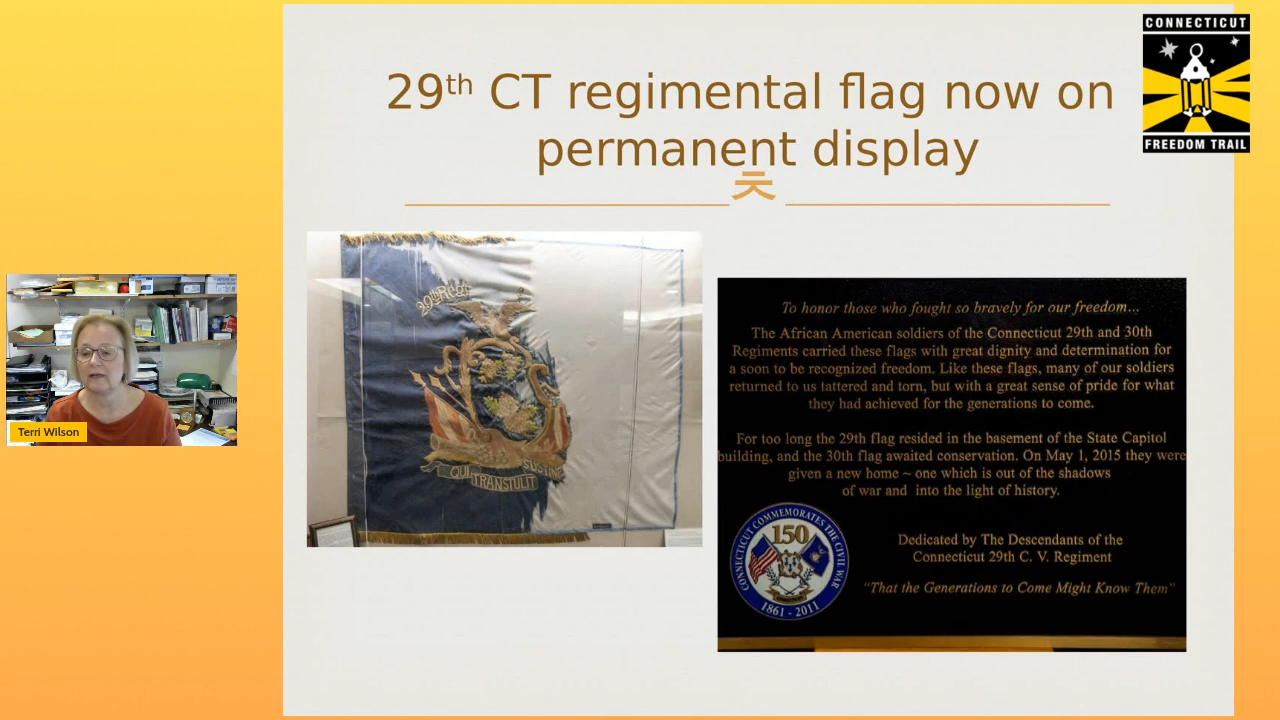 CONNECTICUT
FREEDOM TRAIL
29th CT regimental flag now on
permanent display
29th Regt
QUI TRANSTULIT SUSTINE
To honor those who fought so bravely for our freedom...
The African American soldiers of the Connecticut 29th and 30th
Regiments carried these flags with great dignity and determination for
a soon to be recognized freedom. Like these flags, many of our soldiers
returned to us tattered and torn, but with a great sense of pride for what
they had achieved for the generations to come.
For too long the 29th flag resided in the basement of the State Capitol
building, and the 30th flag awaited conservation. On May 1, 2015 they were
given a new home ~ one which is out of the shadows
of war and into the light of history.
CONNECTICUT COMMEMORATES THE CIVIL WAR
150
1861 - 2011
Dedicated by The Descendants of the
Connecticut 29th C. V. Regiment
"That the Generations to Come Might Know Them"
Terri Wilson